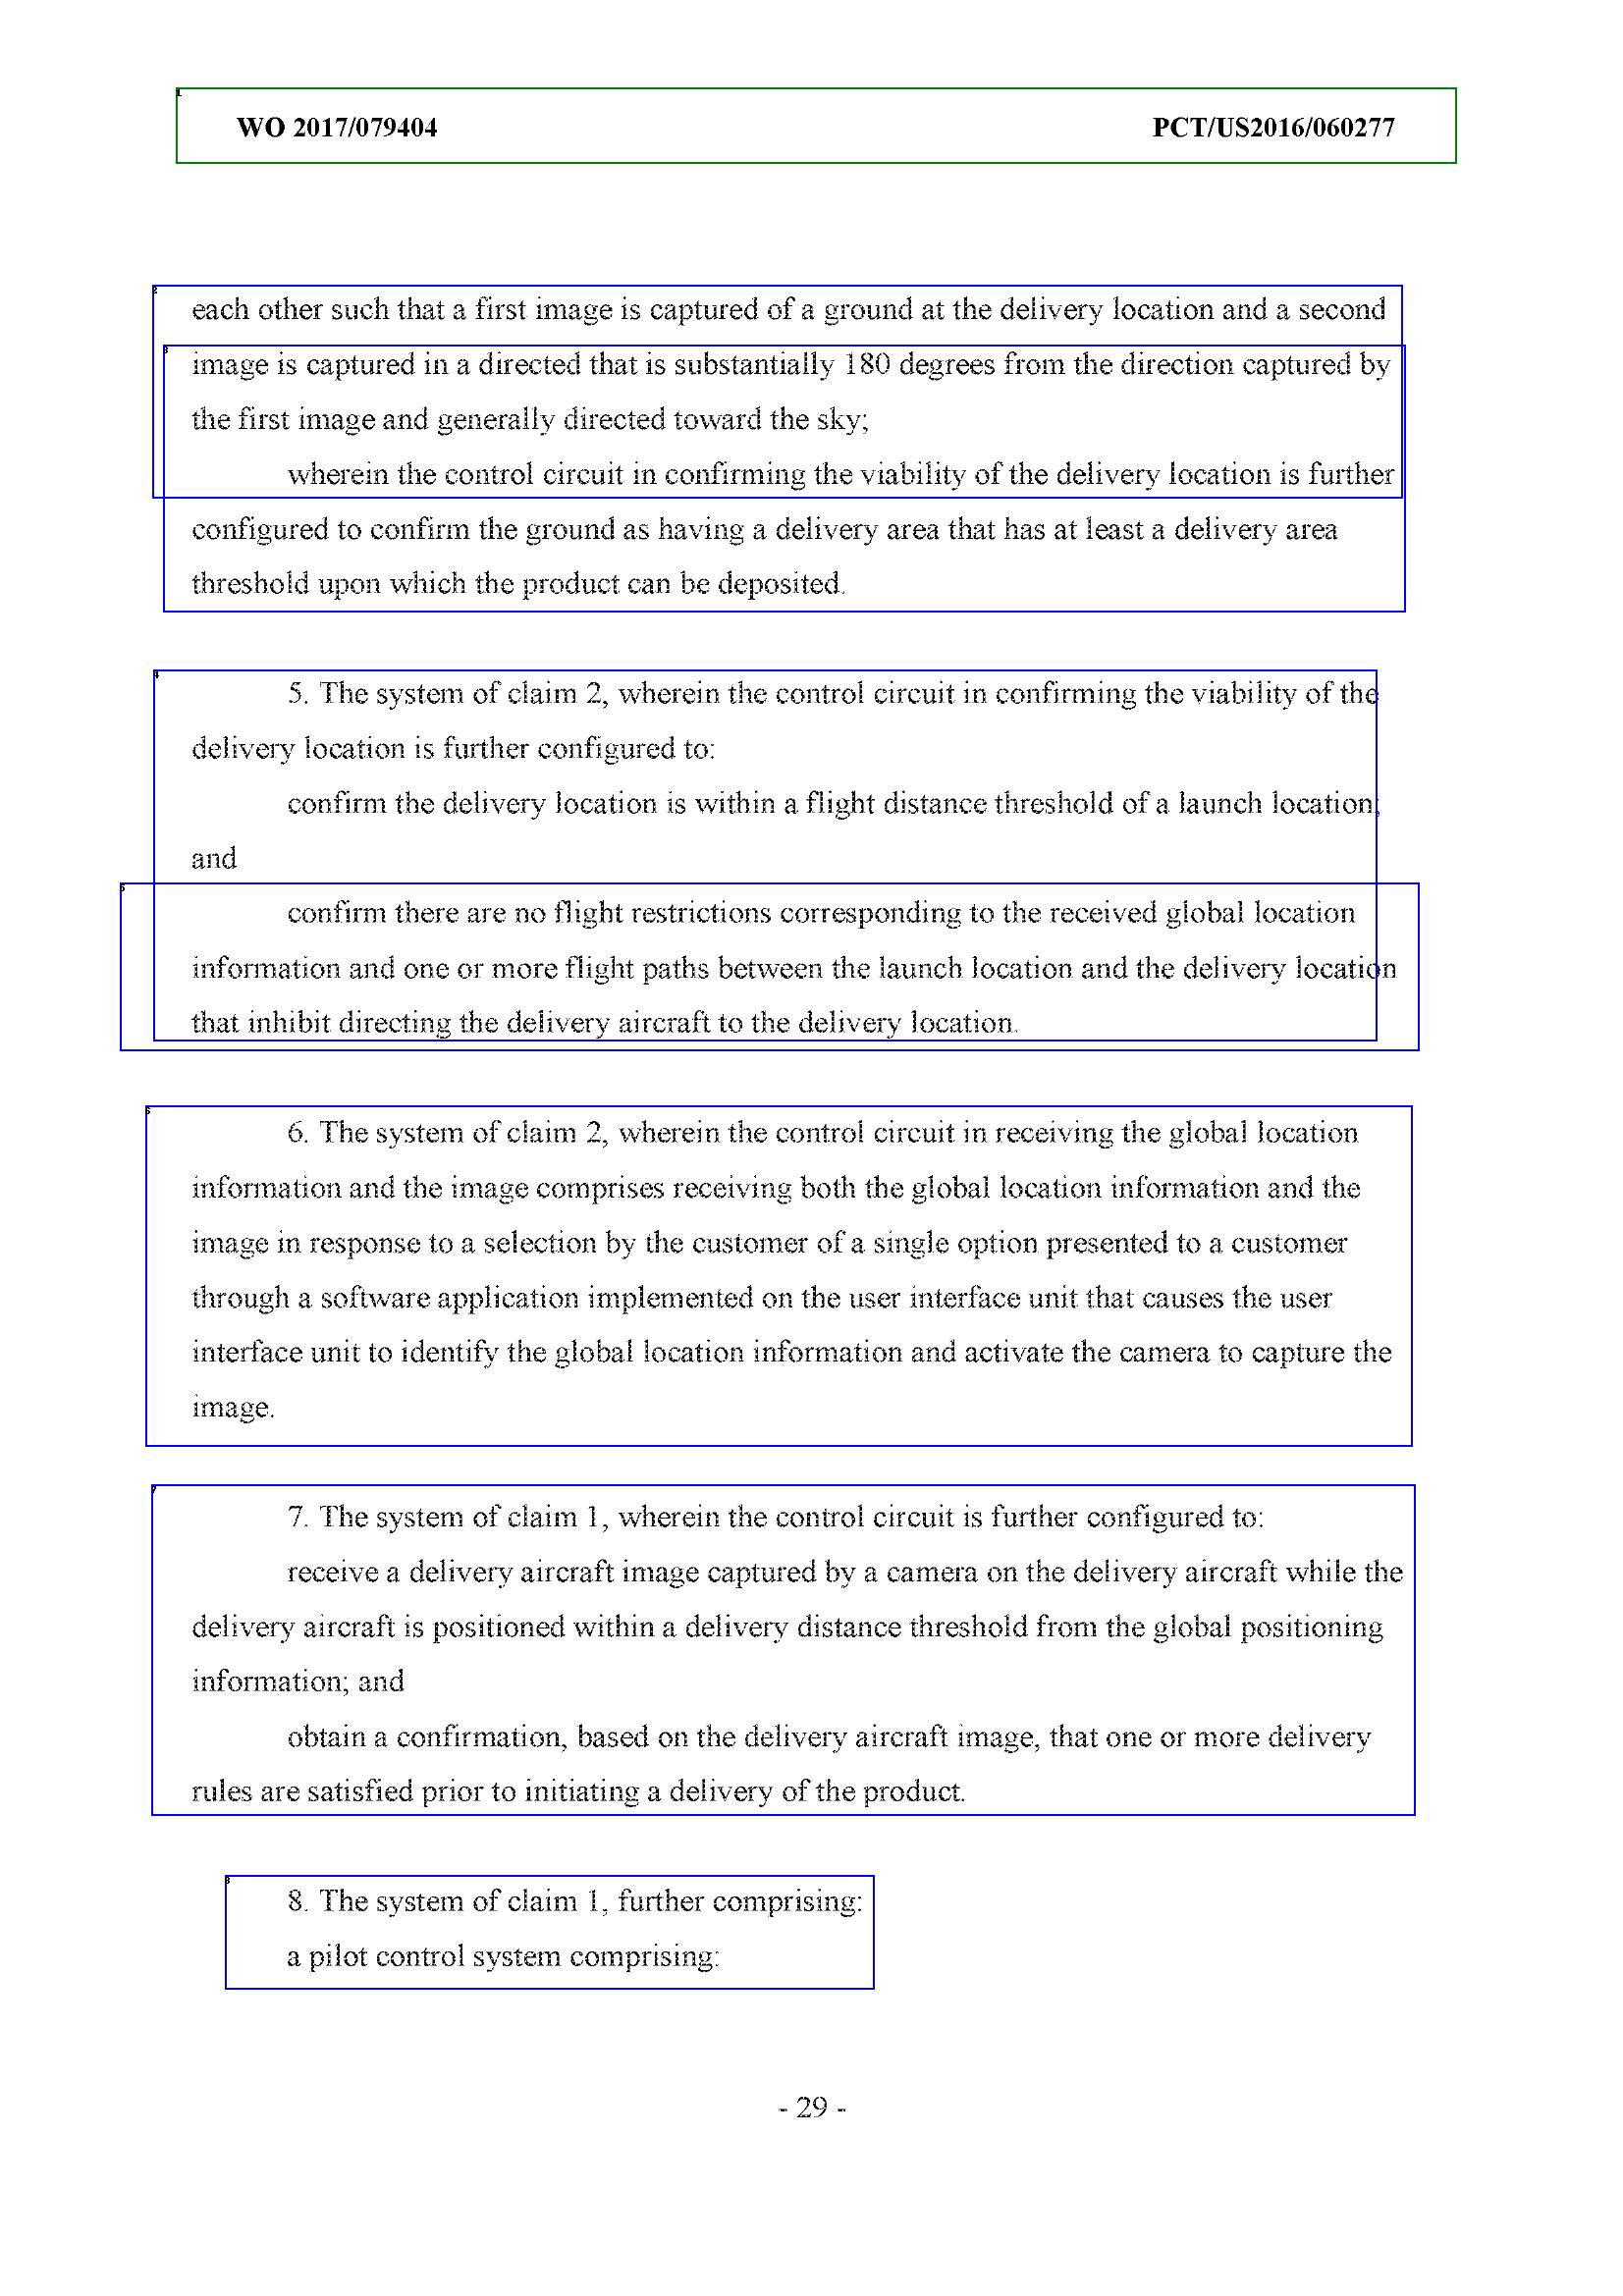 WO 2017/079404 PCT/US2016/060277
each other such that a first image is captured of a ground at the delivery location and a second
image is captured in a directed that is substantially 180 degrees from the direction captured by
the first image and generally directed toward the sky;
wherein the control circuit in confirming the viability of the delivery location is further
configured to confirm the ground as having a delivery area that has at least a delivery area
threshold upon which the product can be deposited.
5. The system of claim 2, wherein the control circuit in confirming the viability of the
delivery location is further configured to:
confirm the delivery location is within a flight distance threshold of a launch location;
and
confirm there are no flight restrictions corresponding to the received global location
information and one or more flight paths between the launch location and the delivery location
that inhibit directing the delivery aircraft to the delivery location.
6. The system of claim 2, wherein the control circuit in receiving the global location
information and the image comprises receiving both the global location information and the
image in response to a selection by the customer of a single option presented to a customer
through a software application implemented on the user interface unit that causes the user
interface unit to identify the global location information and activate the camera to capture the
image.
7. The system of claim 1, wherein the control circuit is further configured to:
receive a delivery aircraft image captured by a camera on the delivery aircraft while the
delivery aircraft is positioned within a delivery distance threshold from the global positioning
information; and
obtain a confirmation, based on the delivery aircraft image, that one or more delivery
rules are satisfied prior to initiating a delivery of the product.
8. The system of claim 1, further comprising:
a pilot control system comprising:
- 29 -